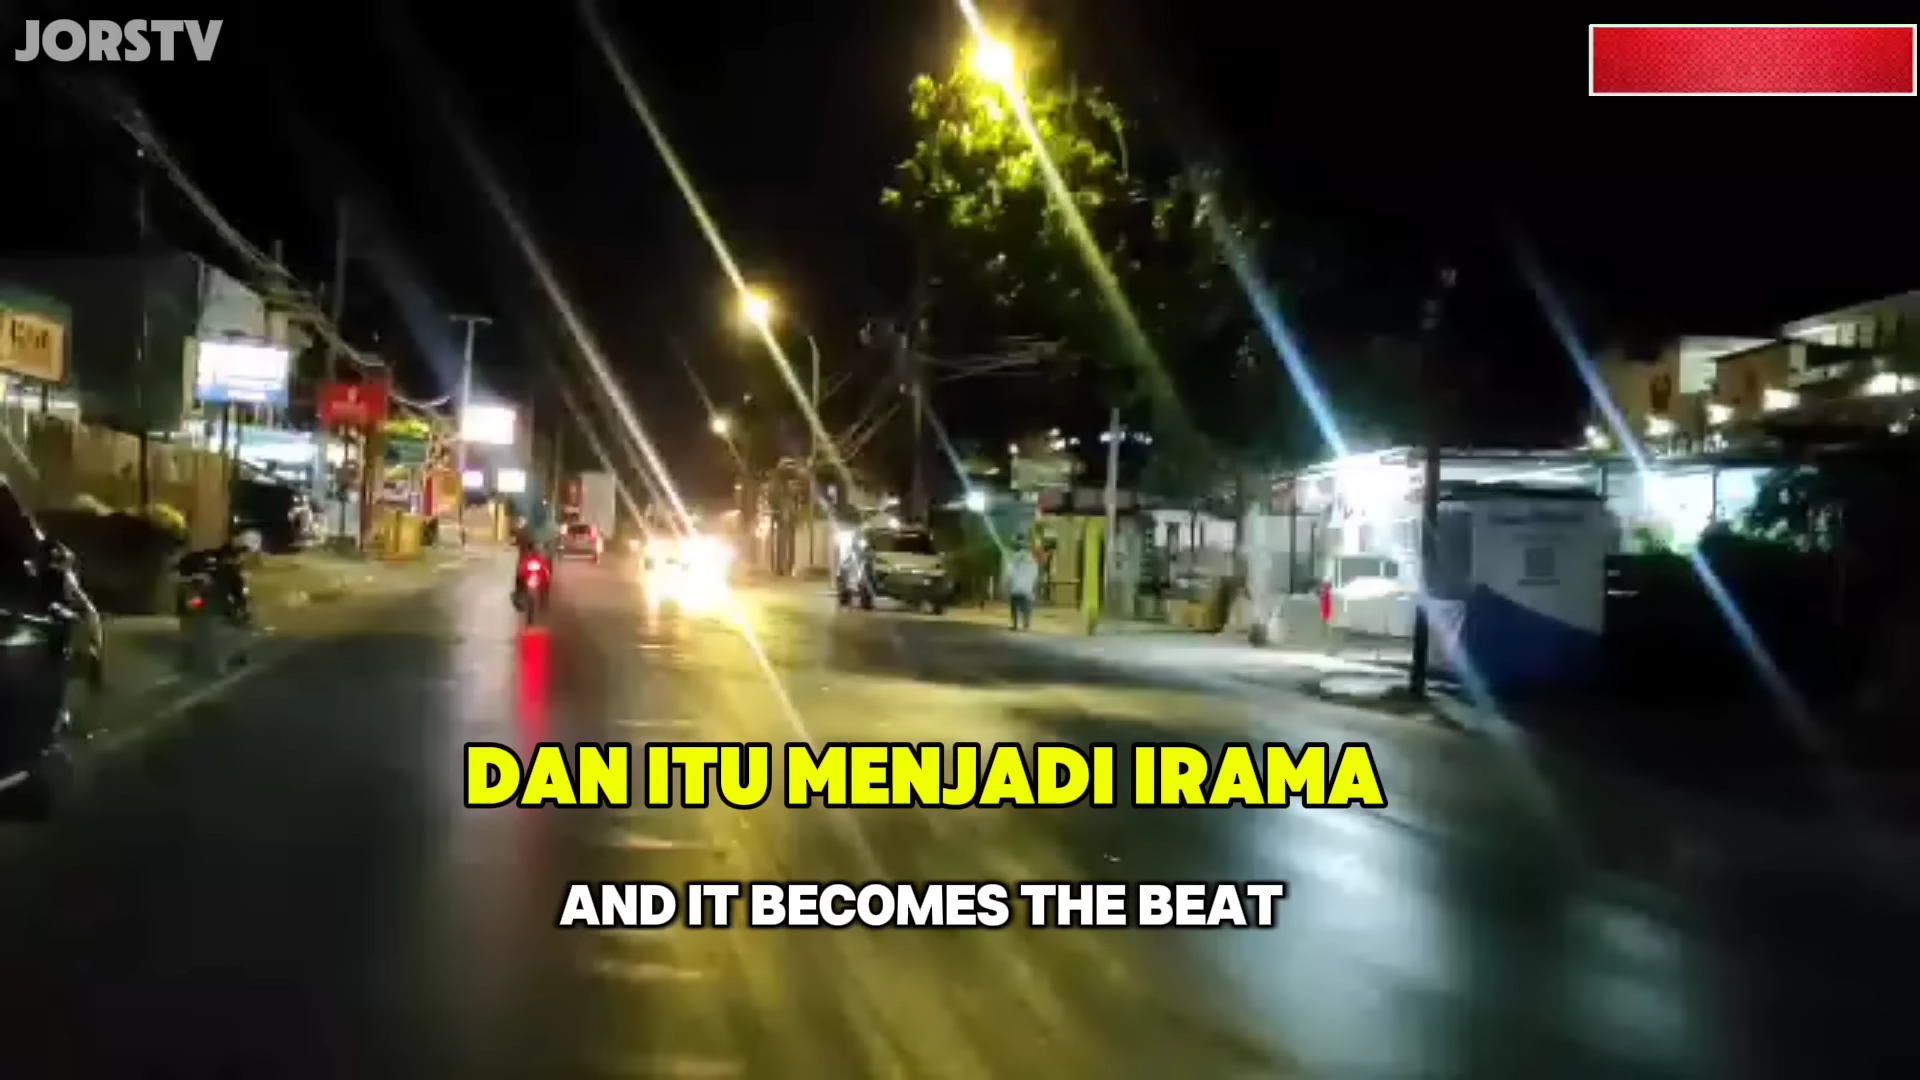 JORSTV
DAN ITU MENJADI IRAMA
AND IT BECOMES THE BEAT